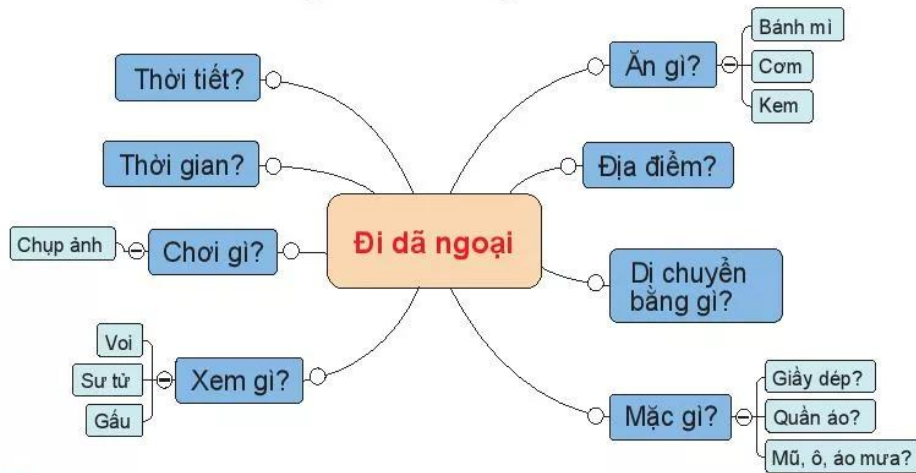 Đi dã ngoại
Thời tiết?
Thời gian?
Chơi gì?
Chụp ảnh
Xem gì?
Voi
Sư tử
Gấu
Ăn gì?
Bánh mì
Cơm
Kem
Địa điểm?
Dị chuyển
bằng gì?
Mặc gì?
Giầy dép?
Quần áo?
Mũ, ô, áo mưa?